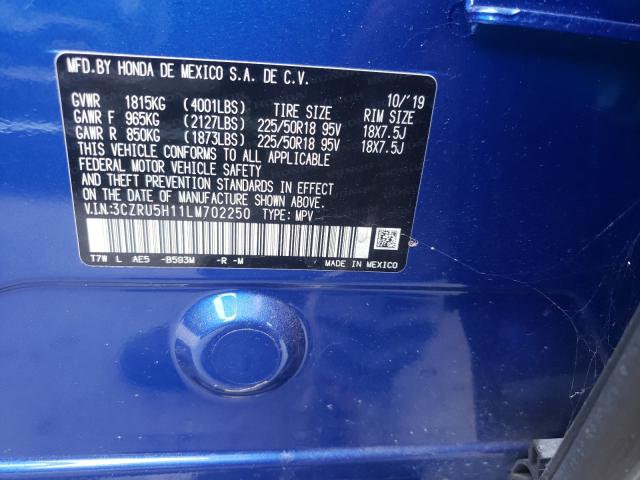 MFD.BY HONDA DE MEXICO S.A. DE C.V.
10/'19
GVWR 1815KG (4001LBS) TIRE SIZE RIM SIZE
GAWR F 965KG (2127LBS) 225/50R18 95V 18X7.5J
GAWR R 850KG (1873LBS) 225/50R18 95V 18X7.5J
THIS VEHICLE CONFORMS TO ALL APPLICABLE
FEDERAL MOTOR VEHICLE SAFETY
AND THEFT PREVENTION STANDARDS IN EFFECT
ON THE DATE OF MANUFACTURE SHOWN ABOVE.
V.I.N:3CZRU5H11LM702250 TYPE: MPV
T7W L AE5 -B593M -R -M MADE IN MEXICO